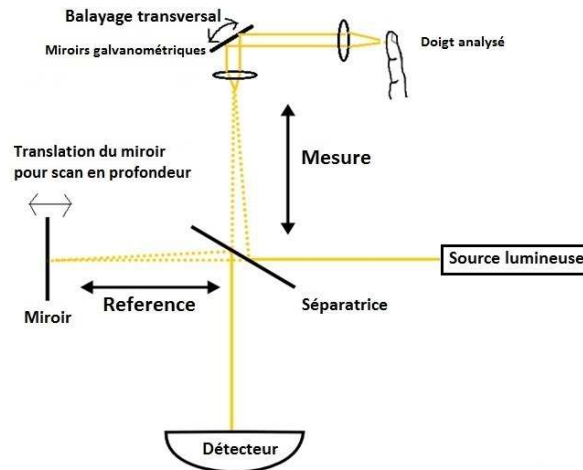 Balayage transversal
Miroirs galvanométriques
Doigt analysé
Mesure
Translation du miroir
pour scan en profondeur
Source lumineuse
Reference
Séparatrice
Miroir
Détecteur